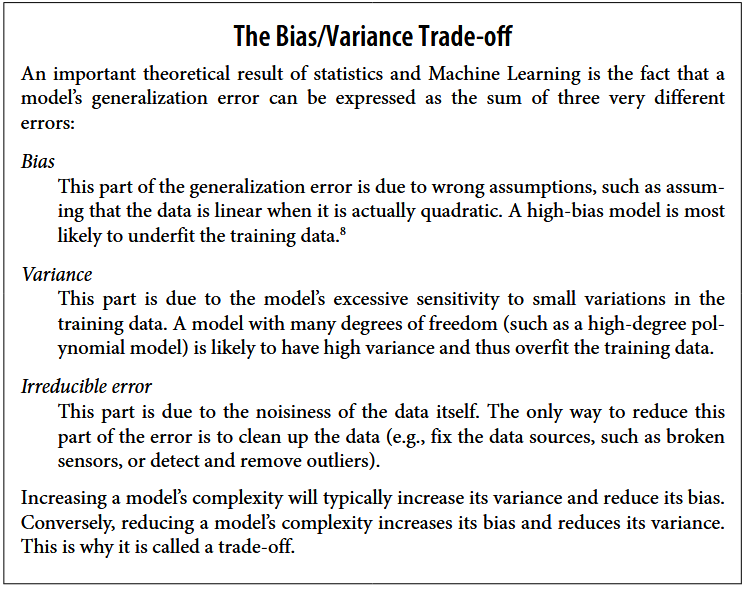 The Bias/Variance Trade-off
An important theoretical result of statistics and Machine Learning is the fact that a
model’s generalization error can be expressed as the sum of three very different
errors:
Bias
This part of the generalization error is due to wrong assumptions, such as assum-
ing that the data is linear when it is actually quadratic. A high-bias model is most
likely to underfit the training data.⁸
Variance
This part is due to the model’s excessive sensitivity to small variations in the
training data. A model with many degrees of freedom (such as a high-degree pol-
ynomial model) is likely to have high variance and thus overfit the training data.
Irreducible error
This part is due to the noisiness of the data itself. The only way to reduce this
part of the error is to clean up the data (e.g., fix the data sources, such as broken
sensors, or detect and remove outliers).
Increasing a model’s complexity will typically increase its variance and reduce its bias.
Conversely, reducing a model’s complexity increases its bias and reduces its variance.
This is why it is called a trade-off.